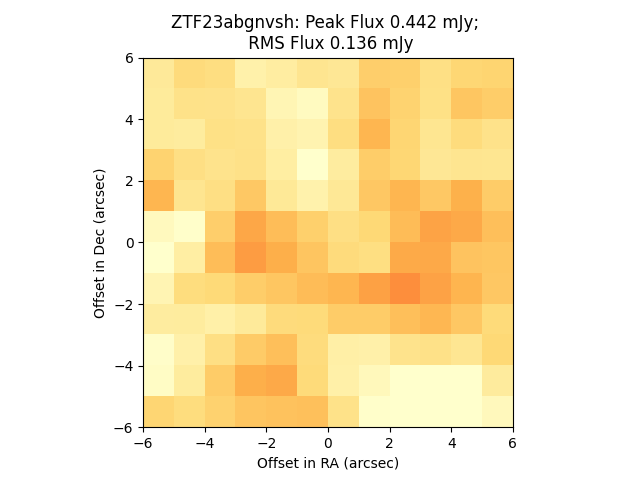 ZTF23abgnvsh: Peak Flux 0.442 mJy;
RMS Flux 0.136 mJy
6
4
2
0
−2
−4
−6
Offset in Dec (arcsec)
−6 −4 −2 0 2 4 6
Offset in RA (arcsec)